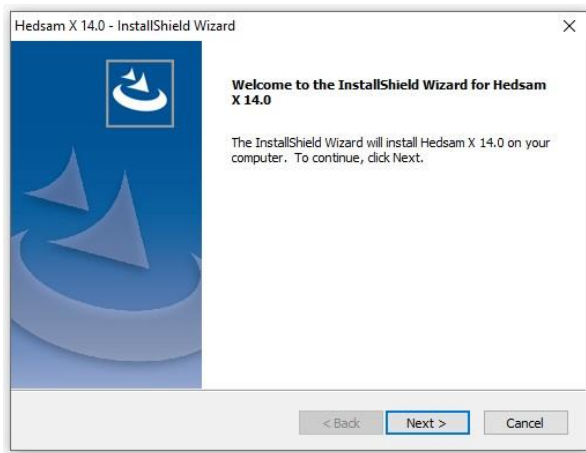 Hedsam X 14.0 - InstallShield Wizard
Welcome to the InstallShield Wizard for Hedsam
X 14.0
The InstallShield Wizard will install Hedsam X 14.0 on your
computer. To continue, click Next.
< Back Next > Cancel